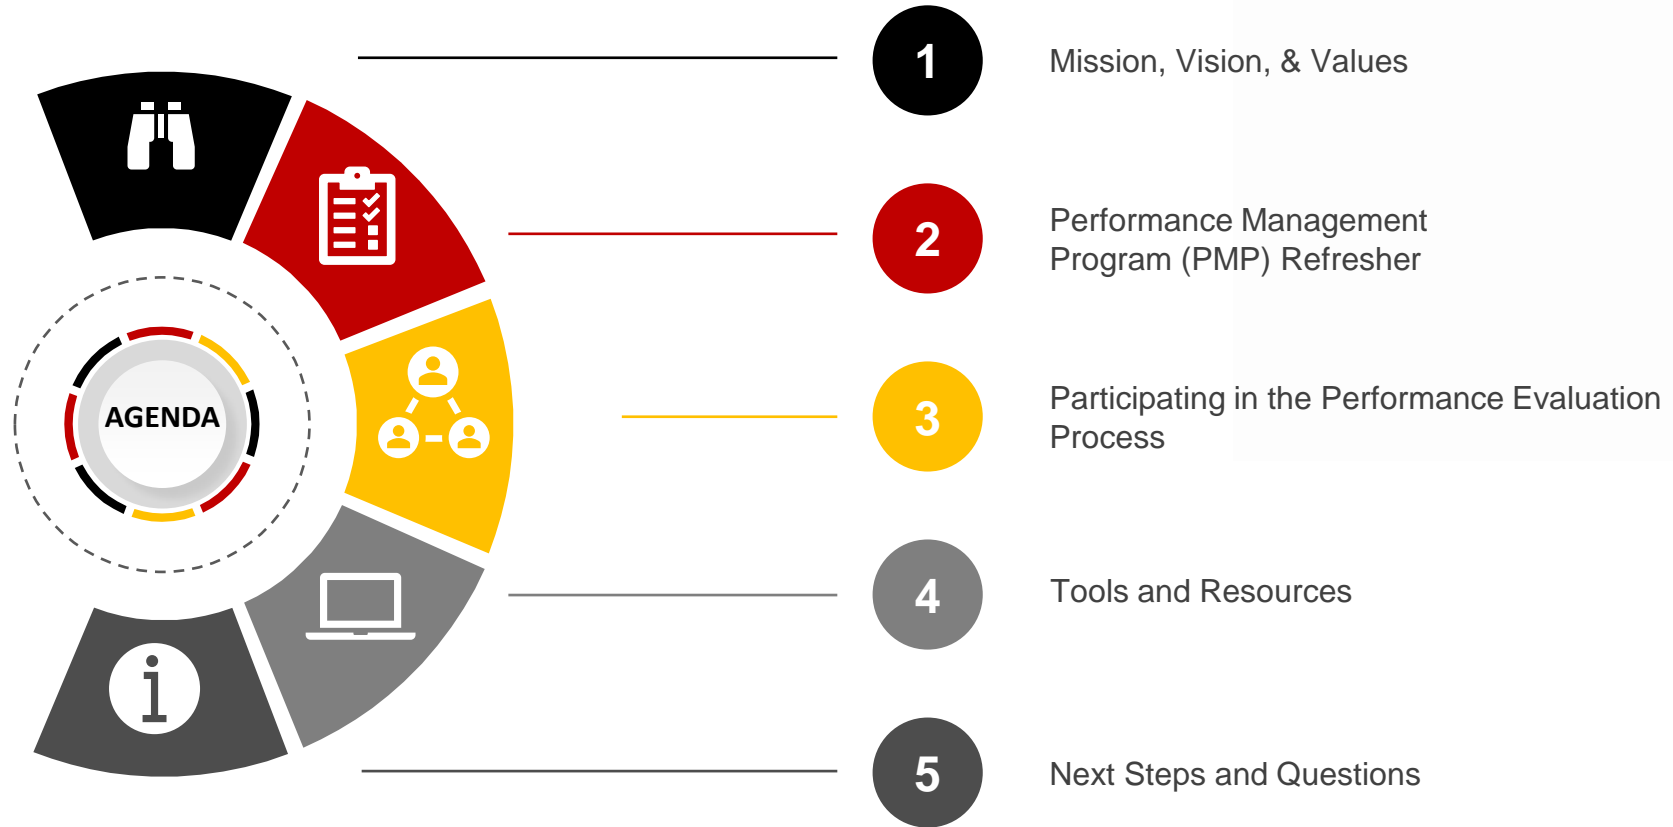 AGENDA
1
Mission, Vision, & Values
2
Performance Management
Program (PMP) Refresher
3
Participating in the Performance Evaluation
Process
4
Tools and Resources
5
Next Steps and Questions